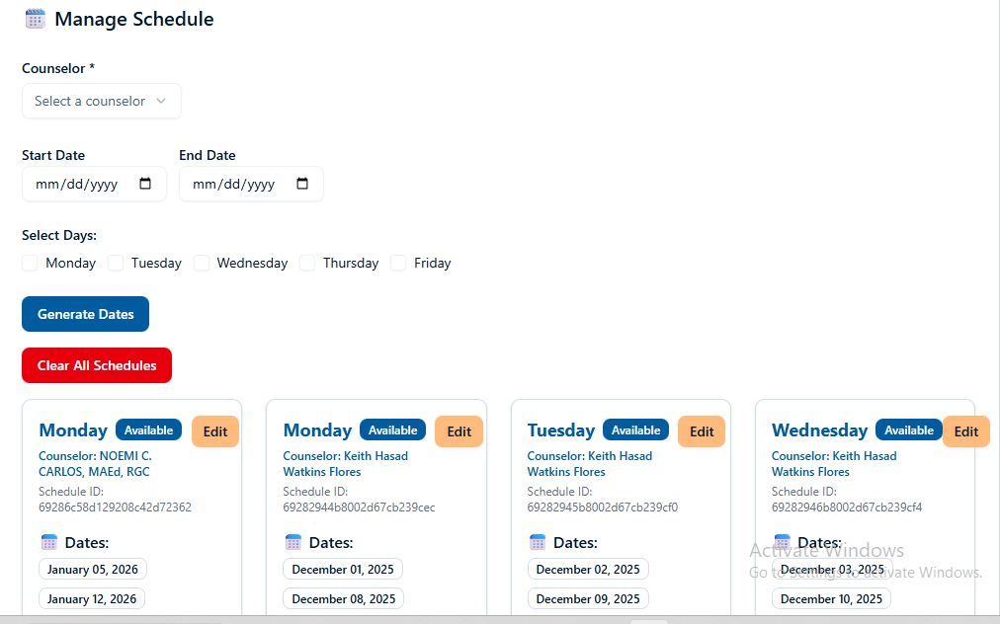 Manage Schedule
Counselor *
Select a counselor
Start Date End Date
mm/dd/yyyy mm/dd/yyyy
Select Days:
Monday Tuesday Wednesday Thursday Friday
Generate Dates
Clear All Schedules
Monday Available Edit
Counselor: NOEMI C.
CARLOS, MAEd, RGC
Schedule ID:
69286c58d129208c42d72362
Dates:
January 05, 2026
January 12, 2026
Monday Available Edit
Counselor: Keith Hasad
Watkins Flores
Schedule ID:
69282944b8002d67cb239cec
Dates:
December 01, 2025
December 08, 2025
Tuesday Available Edit
Counselor: Keith Hasad
Watkins Flores
Schedule ID:
69282945b8002d67cb239cf0
Dates:
December 02, 2025
December 09, 2025
Wednesday Available Edit
Counselor: Keith Hasad
Watkins Flores
Schedule ID:
69282946b8002d67cb239cf4
Dates:
December 03, 2025
December 10, 2025
Activate Windows
Go to Settings to activate Windows.